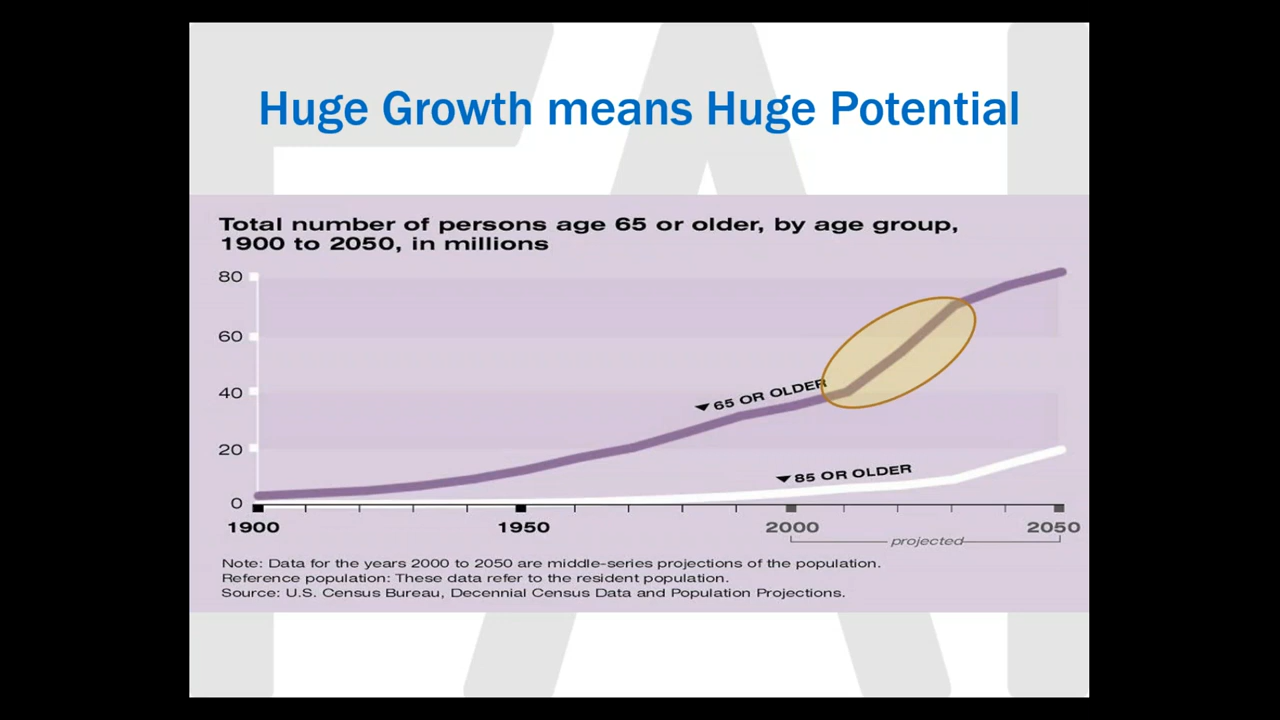 Huge Growth means Huge Potential
Total number of persons age 65 or older, by age group,
1900 to 2050, in millions
80
60
40
20
0
▼65 OR OLDER
▼85 OR OLDER
1900 1950 2000 2050
projected
Note: Data for the years 2000 to 2050 are middle-series projections of the population.
Reference population: These data refer to the resident population.
Source: U.S. Census Bureau, Decennial Census Data and Population Projections.